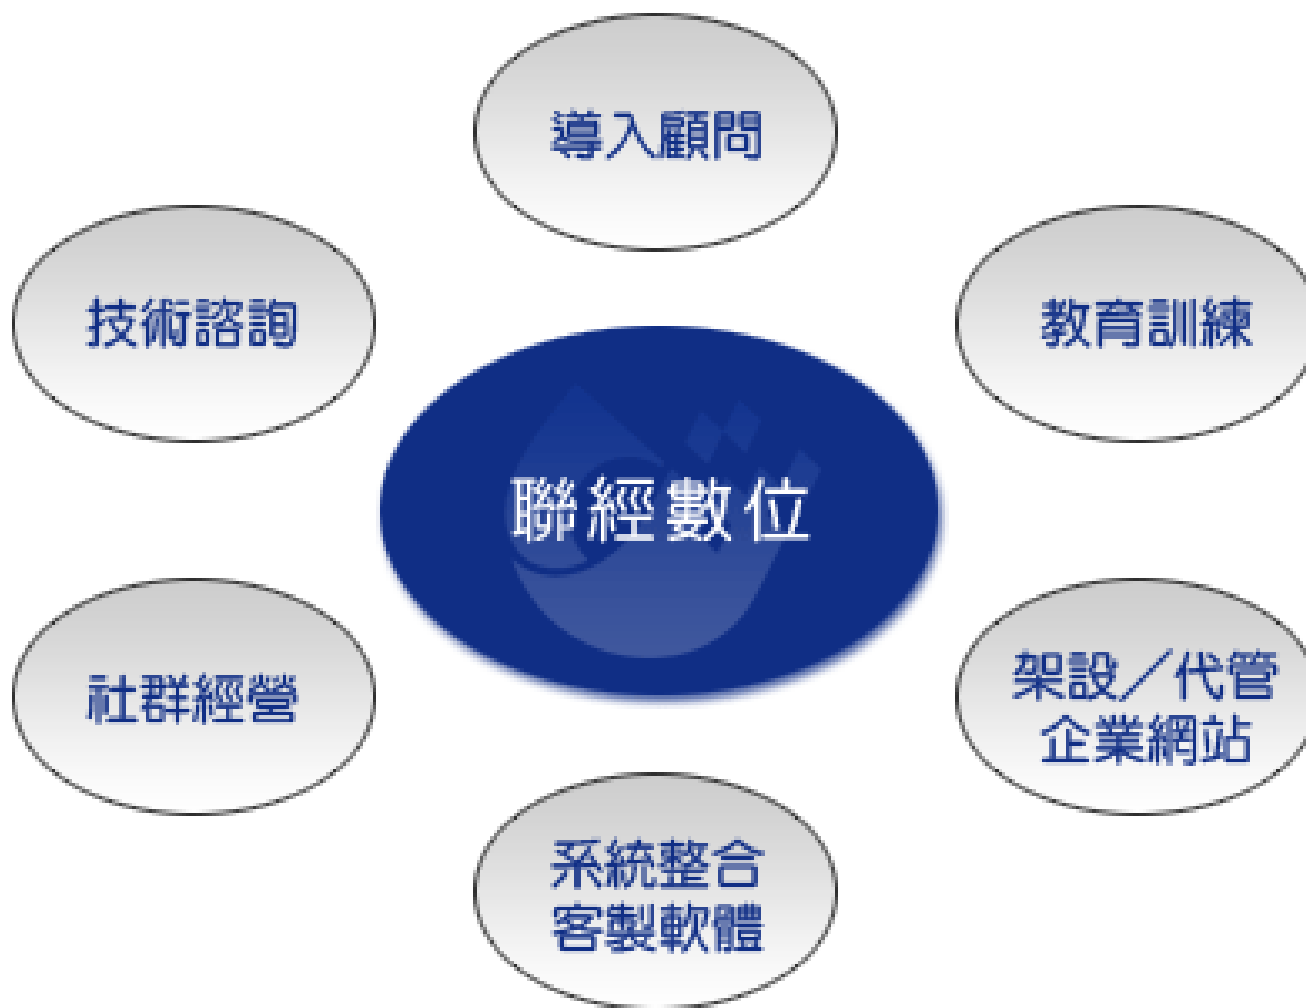 導入顧問
技術諮詢
教育訓練
聯經數位
社群經營
架設／代管
企業網站
系統整合
客製軟體